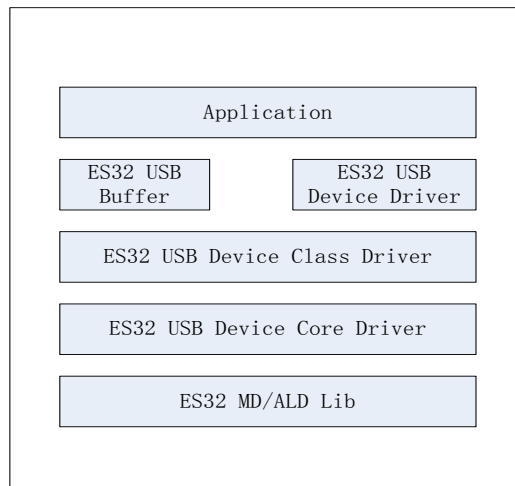 Application
ES32 USB
Buffer
ES32 USB
Device Driver
ES32 USB Device Class Driver
ES32 USB Device Core Driver
ES32 MD/ALD Lib